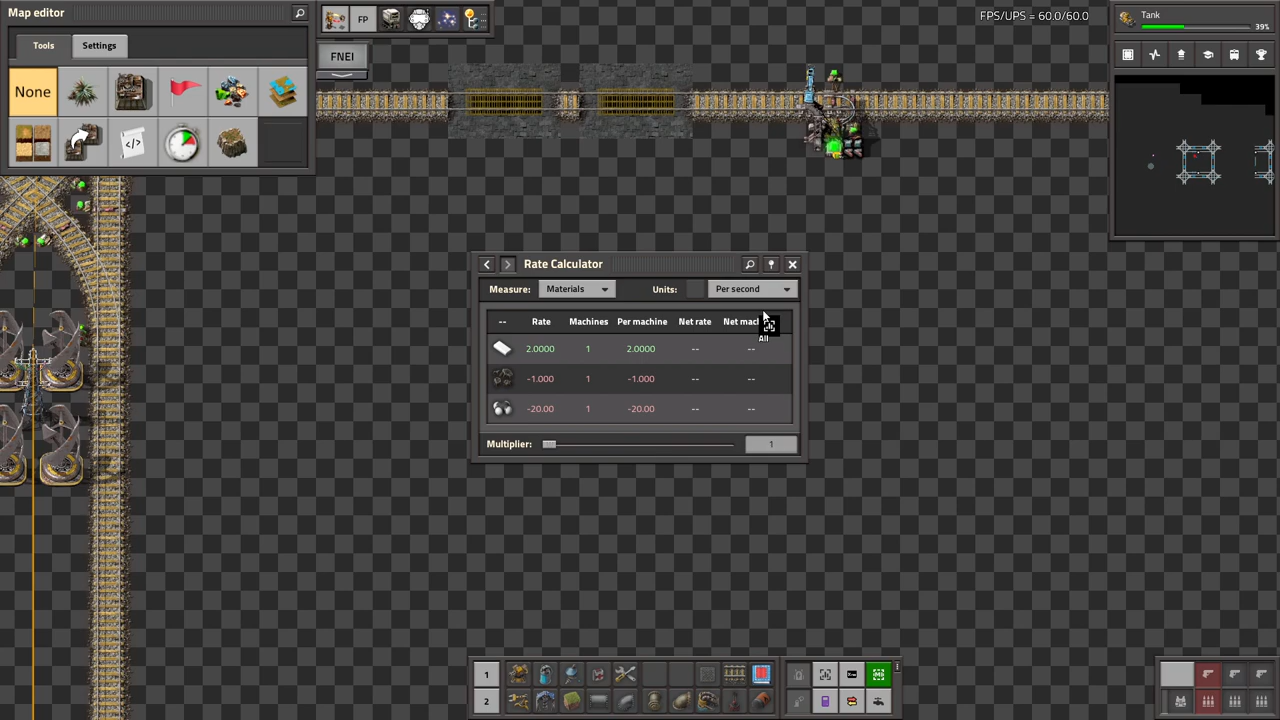 Map editor
Tools Settings
None
FP
FNEI
FPS/UPS = 60.0/60.0
Tank
39%
Rate Calculator
Measure: Materials Units: Per second
-- Rate Machines Per machine Net rate Net mac
All
2.0000 1 2.0000 -- --
-1.000 1 -1.000 -- --
-20.00 1 -20.00 -- --
Multiplier: 1
1
2